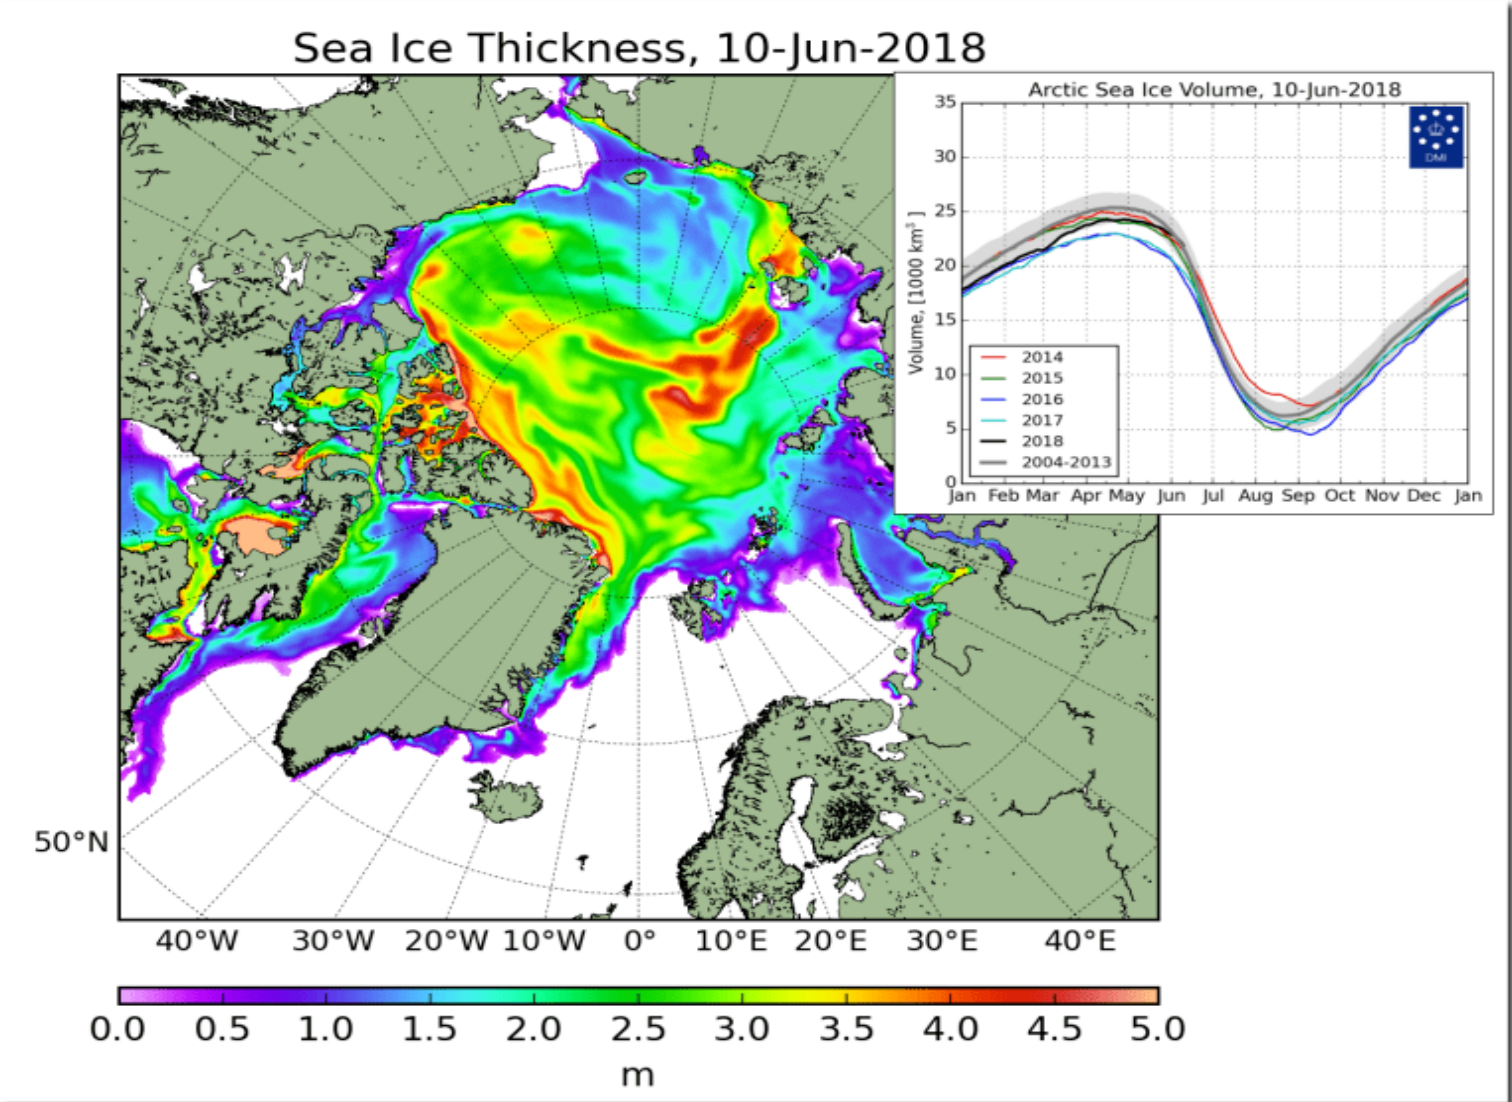 Sea Ice Thickness, 10-Jun-2018
Arctic Sea Ice Volume, 10-Jun-2018
35
30
25
20
15
10
5
0
Volume, [1000 km³ ]
DMI
2014
2015
2016
2017
2018
2004-2013
Jan Feb Mar Apr May Jun Jul Aug Sep Oct Nov Dec Jan
50°N
40°W 30°W 20°W 10°W 0° 10°E 20°E 30°E 40°E
0.0 0.5 1.0 1.5 2.0 2.5 3.0 3.5 4.0 4.5 5.0
m